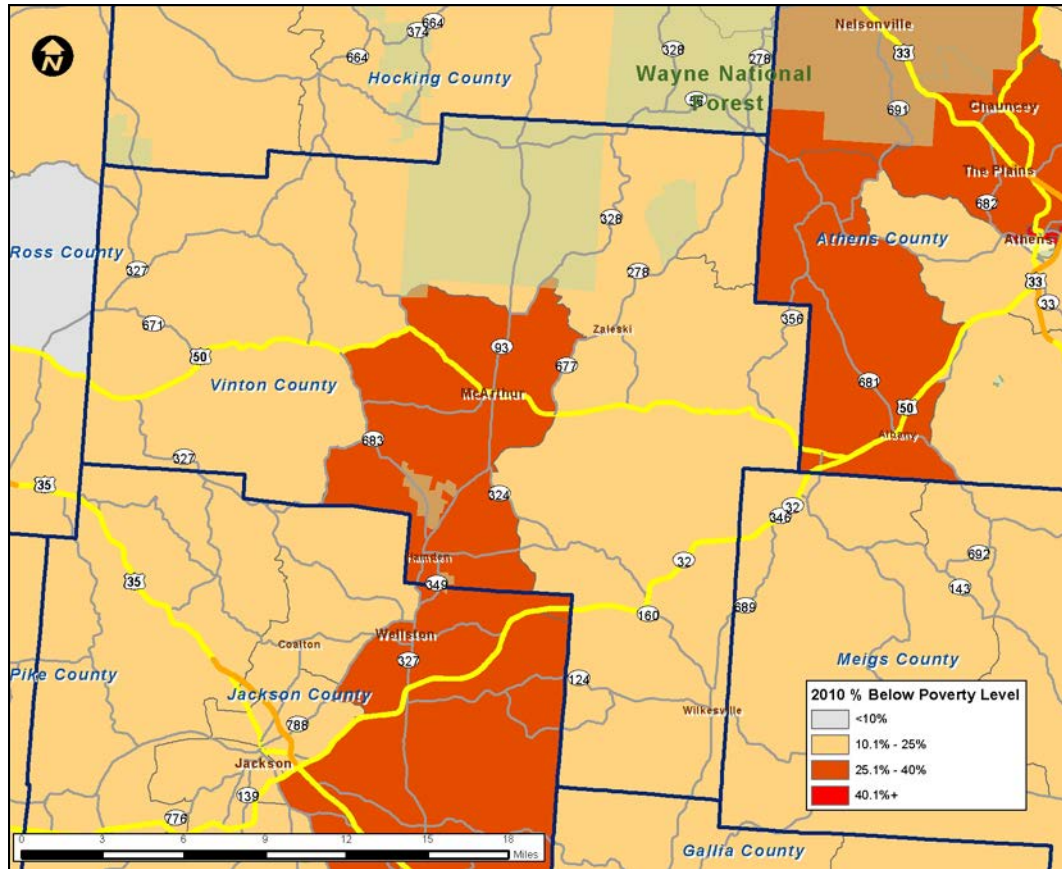 664
374
664
328
278
Nelsonville
33
Hocking County
Wayne National
Forest
56
691
Chauncey
N
The Plains
682
328
Athens County
Athens
Ross County
327
278
33
33
671
356
50
Zaleski
93
677
Vinton County
McArthur
681
50
683
Albany
327
35
324
32
346
692
32
35
Hamden
349
143
689
160
Coalton
Wellston
327
Pike County
124
Meigs County
Jackson County
788
Wilkesville
2010 % Below Poverty Level
<10%
10.1% - 25%
25.1% - 40%
40.1%+
Jackson
139
776
0 3 6 9 12 15 18
Miles
Gallia County